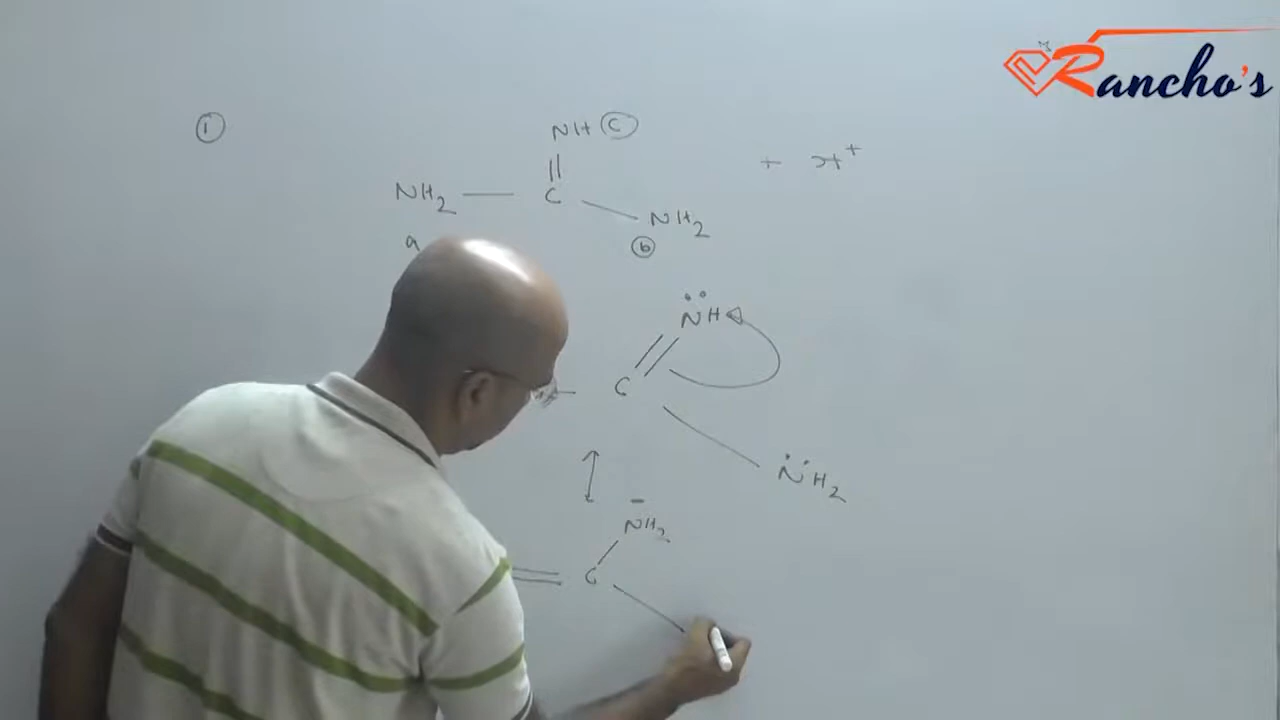 Rancho's
1
NH c
+ H+
||
NH2 — C — NH2
a b
NH
C
NH2
-
NH2
= C